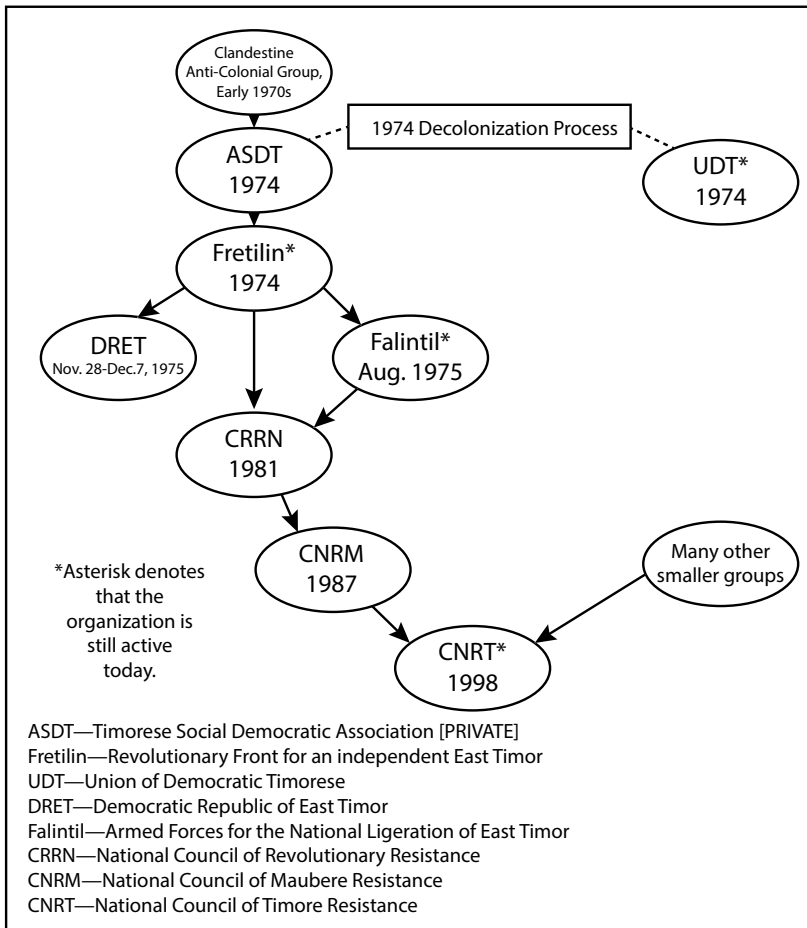 Clandestine
Anti-Colonial Group,
Early 1970s
1974 Decolonization Process
ASDT
1974
UDT*
1974
Fretilin*
1974
DRET
Nov. 28-Dec.7, 1975
Falintil*
Aug. 1975
CRRN
1981
CNRM
1987
Many other
smaller groups
*Asterisk denotes
that the
organization is
still active
today.
CNRT*
1998
ASDT—Timorese Social Democratic Association [PRIVATE]
Fretilin—Revolutionary Front for an independent East Timor
UDT—Union of Democratic Timorese
DRET—Democratic Republic of East Timor
Falintil—Armed Forces for the National Ligeration of East Timor
CRRN—National Council of Revolutionary Resistance
CNRM—National Council of Maubere Resistance
CNRT—National Council of Timore Resistance